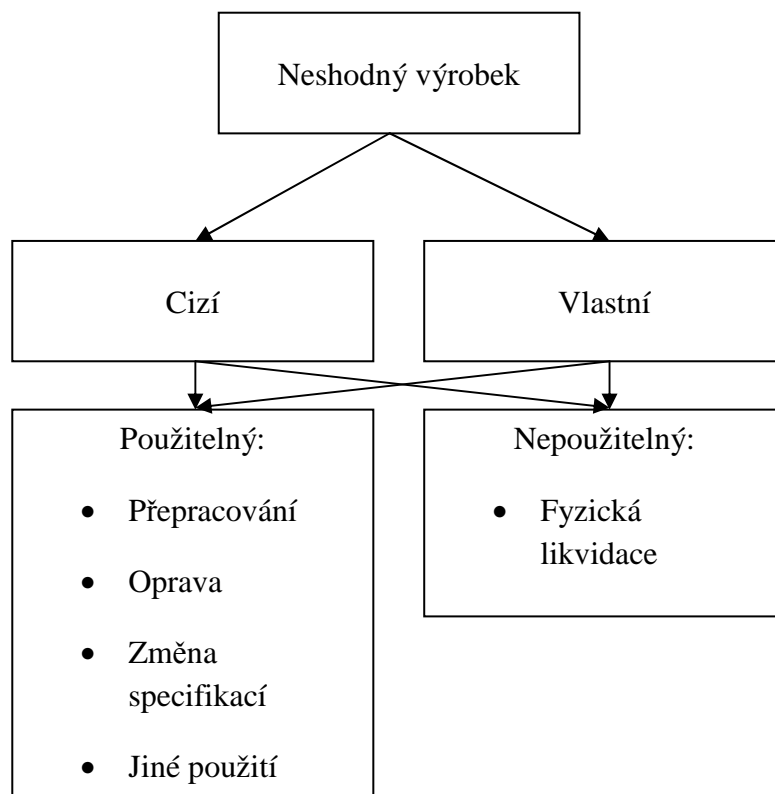 Neshodný výrobek
Cizí
Vlastní
Použitelný:
• Přepracování
• Oprava
• Změna
specifikací
• Jiné použití
Nepoužitelný:
• Fyzická
likvidace